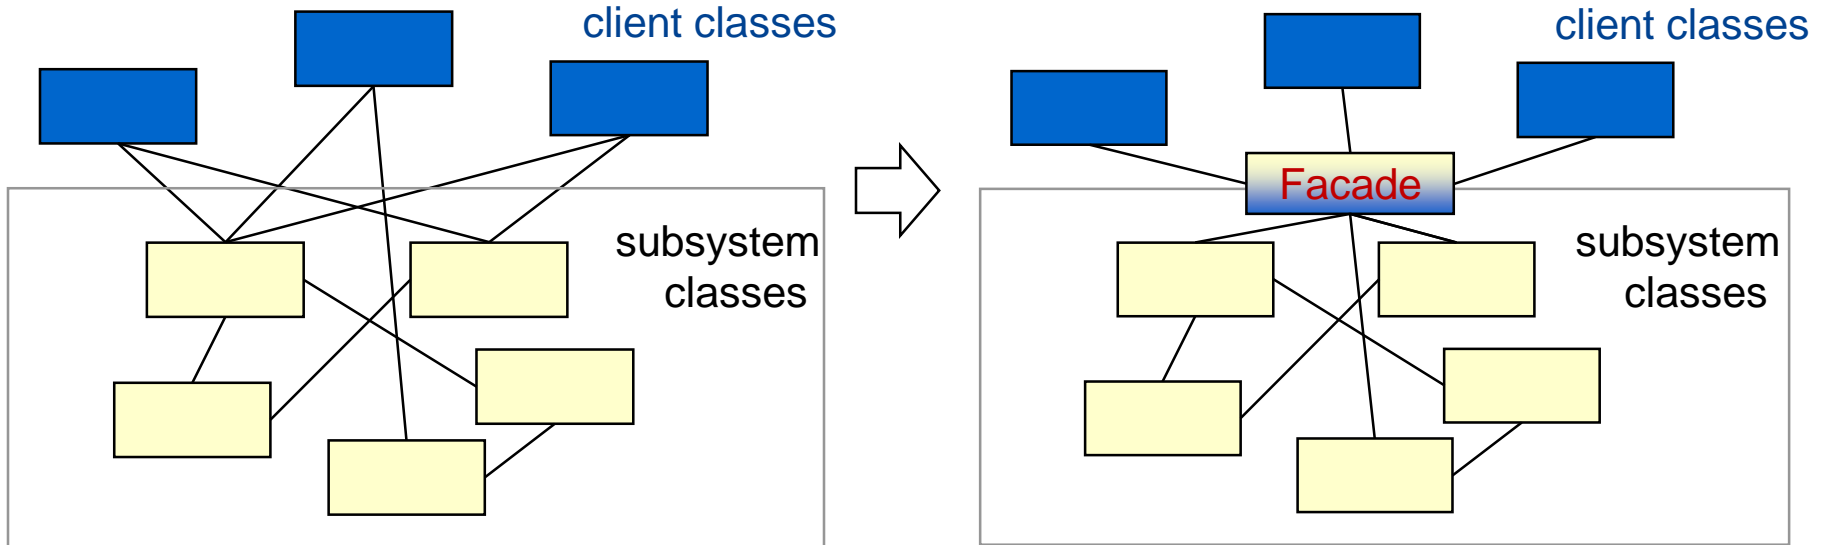 client classes
subsystem
classes
client classes
Facade
subsystem
classes